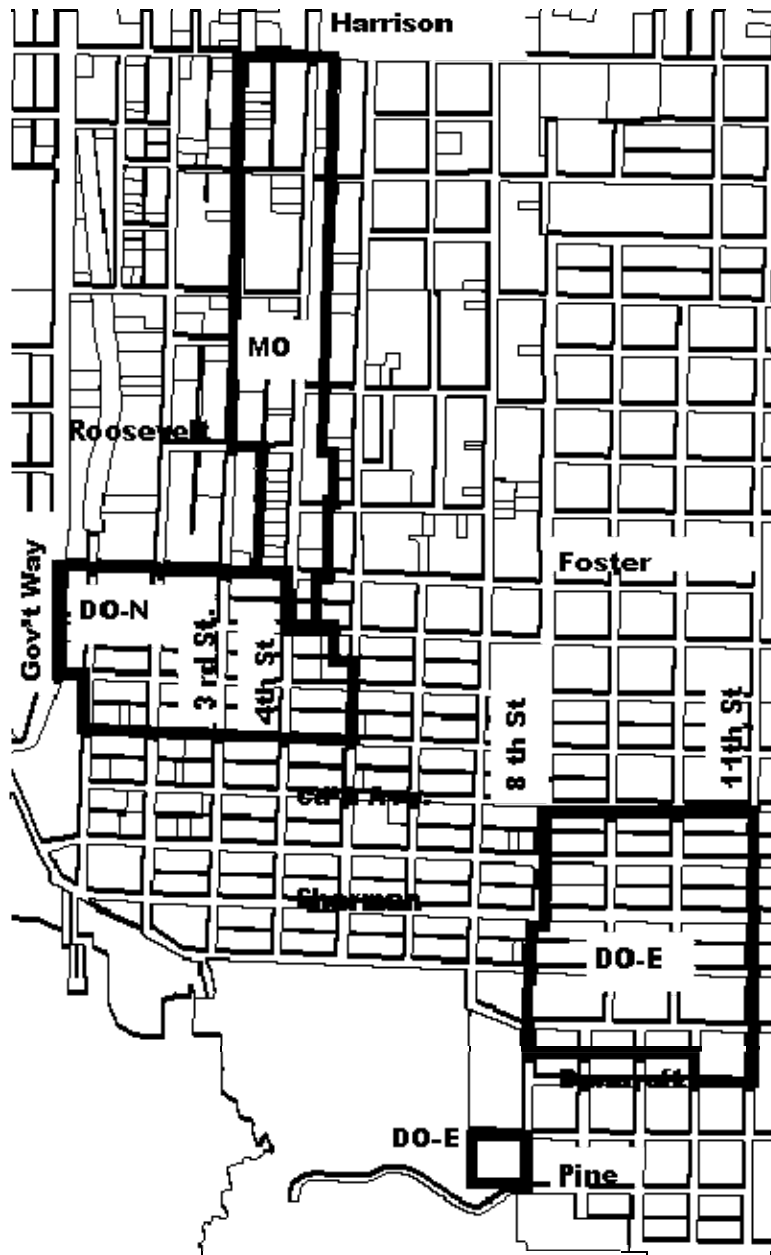 Harrison
MO
Roosevelt
Foster
Gov't Way
DO-N
3 rd St.
4th St
8 th St
11th St
Sherman
DO-E
DO-E
Pine